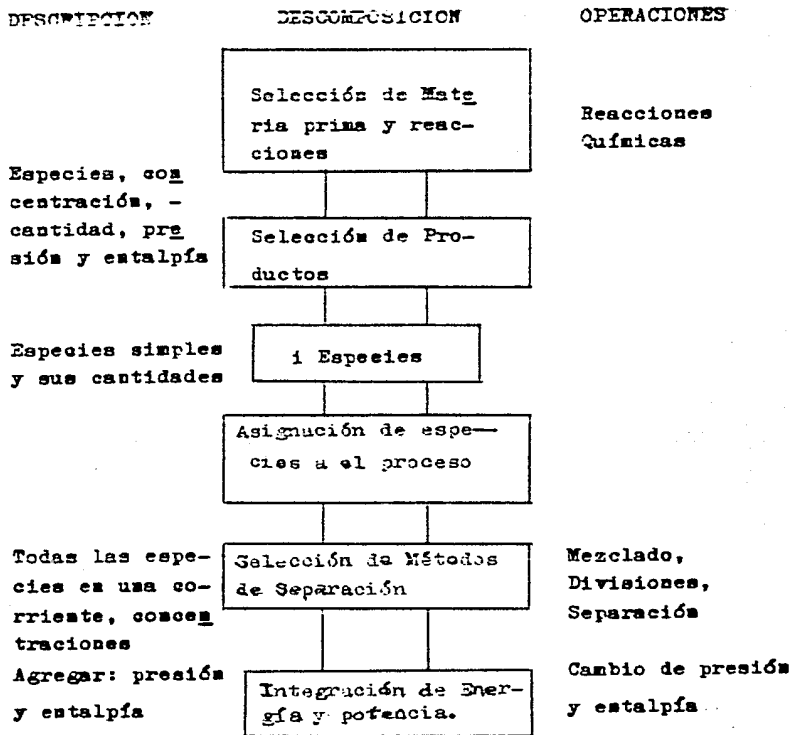 DESCRIPCION
DESCOMPOSICION
OPERACIONES
Selección de Mate
ria prima y reac-
ciones
Reacciones
Químicas
Especies, con
centración, -
cantidad, pre
sión y entalpía
Selección de Pro-
ductos
Especies simples
y sus cantidades
i Especies
Asignación de espe-
cies a el proceso
Todas las espe-
cies en una co-
rriente, concen
traciones
Selección de Métodos
de Separación
Mezclado,
Divisiones,
Separación
Agregar: presión
y entalpía
Integración de Ener-
gía y potencia.
Cambio de presión
y entalpía